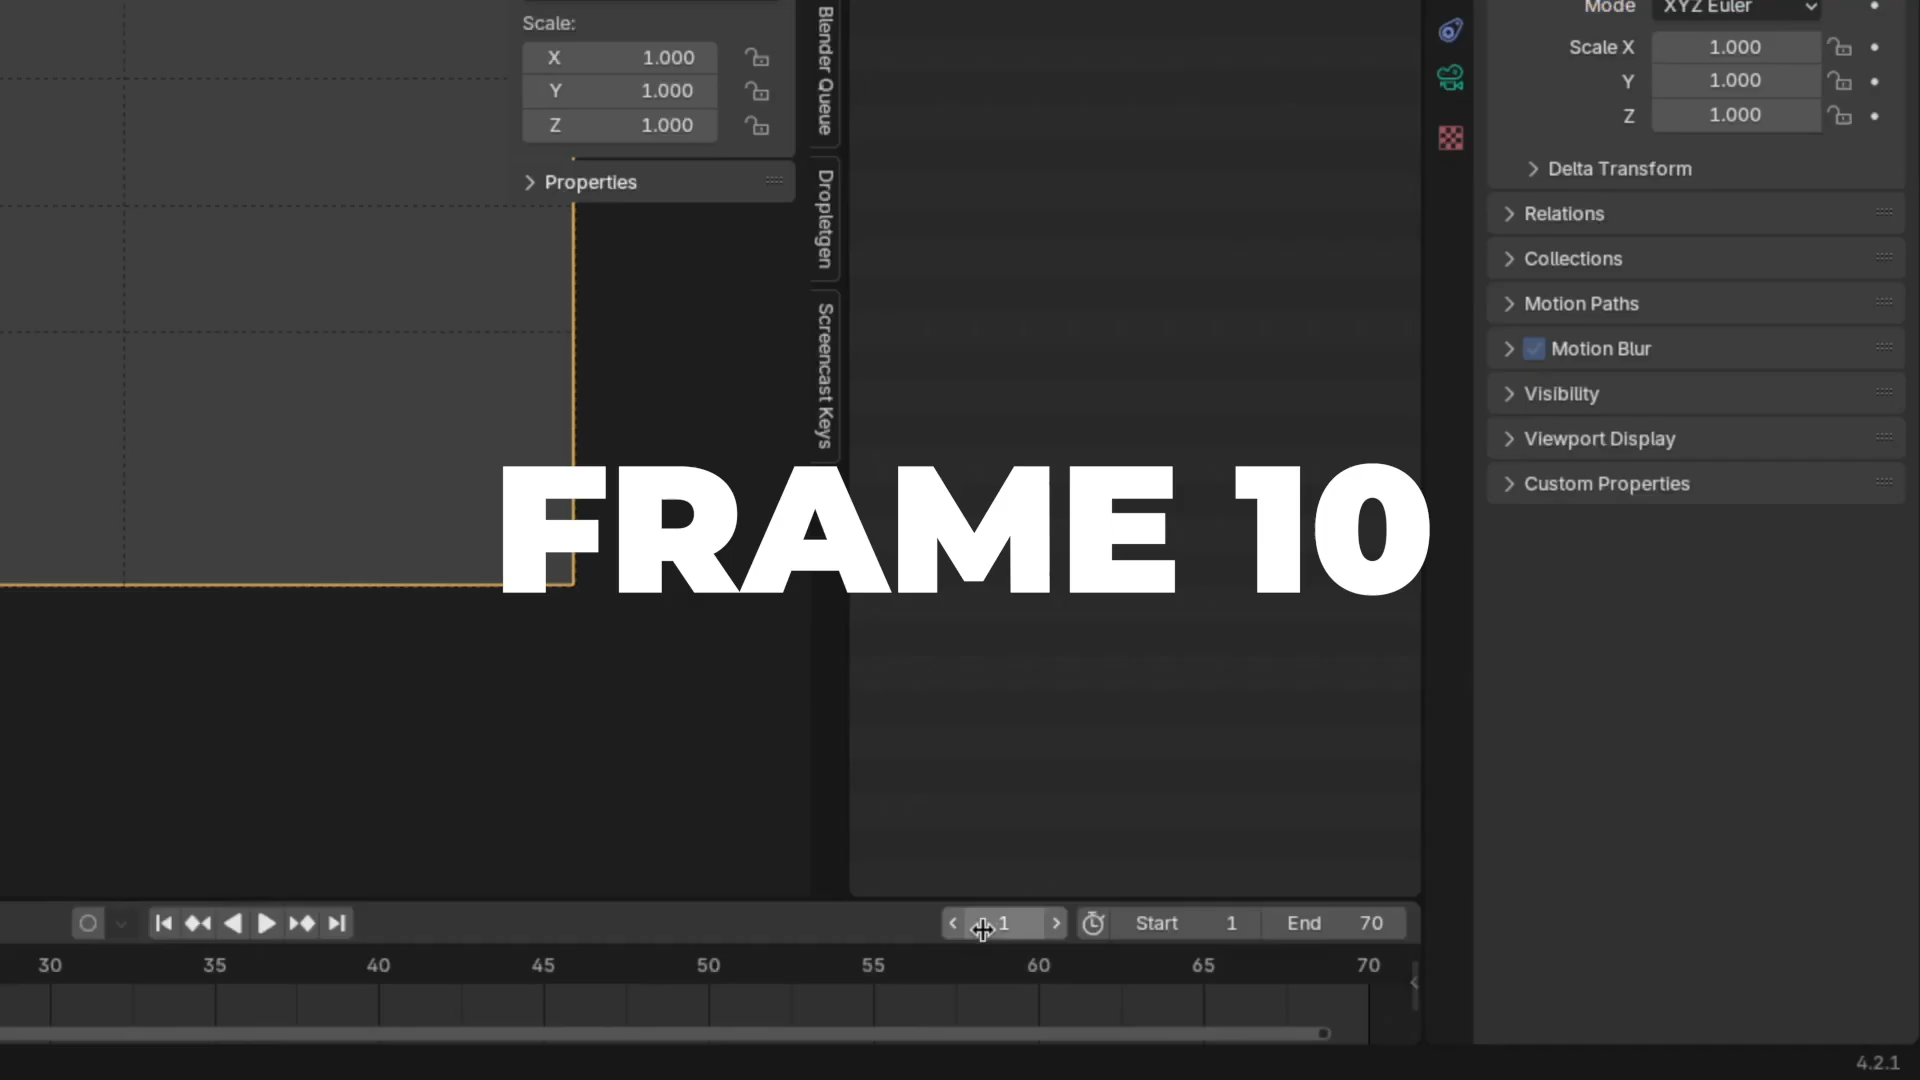 Scale:
X 1.000
Y 1.000
Z 1.000
Properties
Blender Queue
Dropletgen
Screencast Keys
Mode XYZ Euler
Scale X 1.000
Y 1.000
Z 1.000
Delta Transform
Relations
Collections
Motion Paths
Motion Blur
Visibility
Viewport Display
Custom Properties
FRAME 10
1 Start 1 End 70
30 35 40 45 50 55 60 65 70
4.2.1